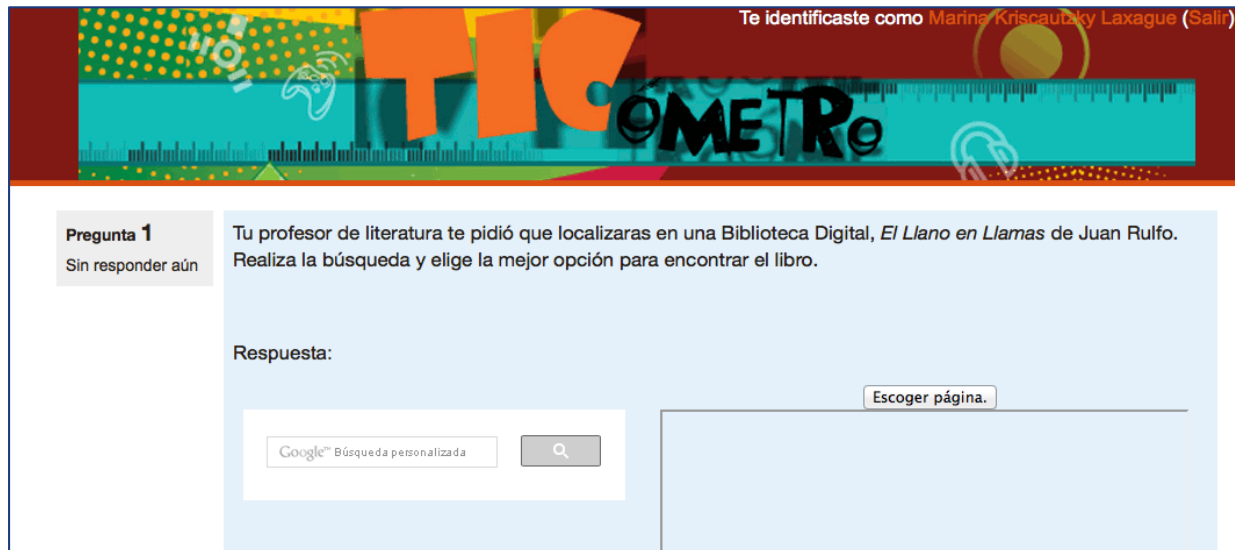 Te identificaste como Marina Kriscautzky Laxague (Salir)
TICÓMETRO
Pregunta 1
Sin responder aún
Tu profesor de literatura te pidió que localizaras en una Biblioteca Digital, El Llano en Llamas de Juan Rulfo.
Realiza la búsqueda y elige la mejor opción para encontrar el libro.
Respuesta:
Escoger página.
Google™ Búsqueda personalizada